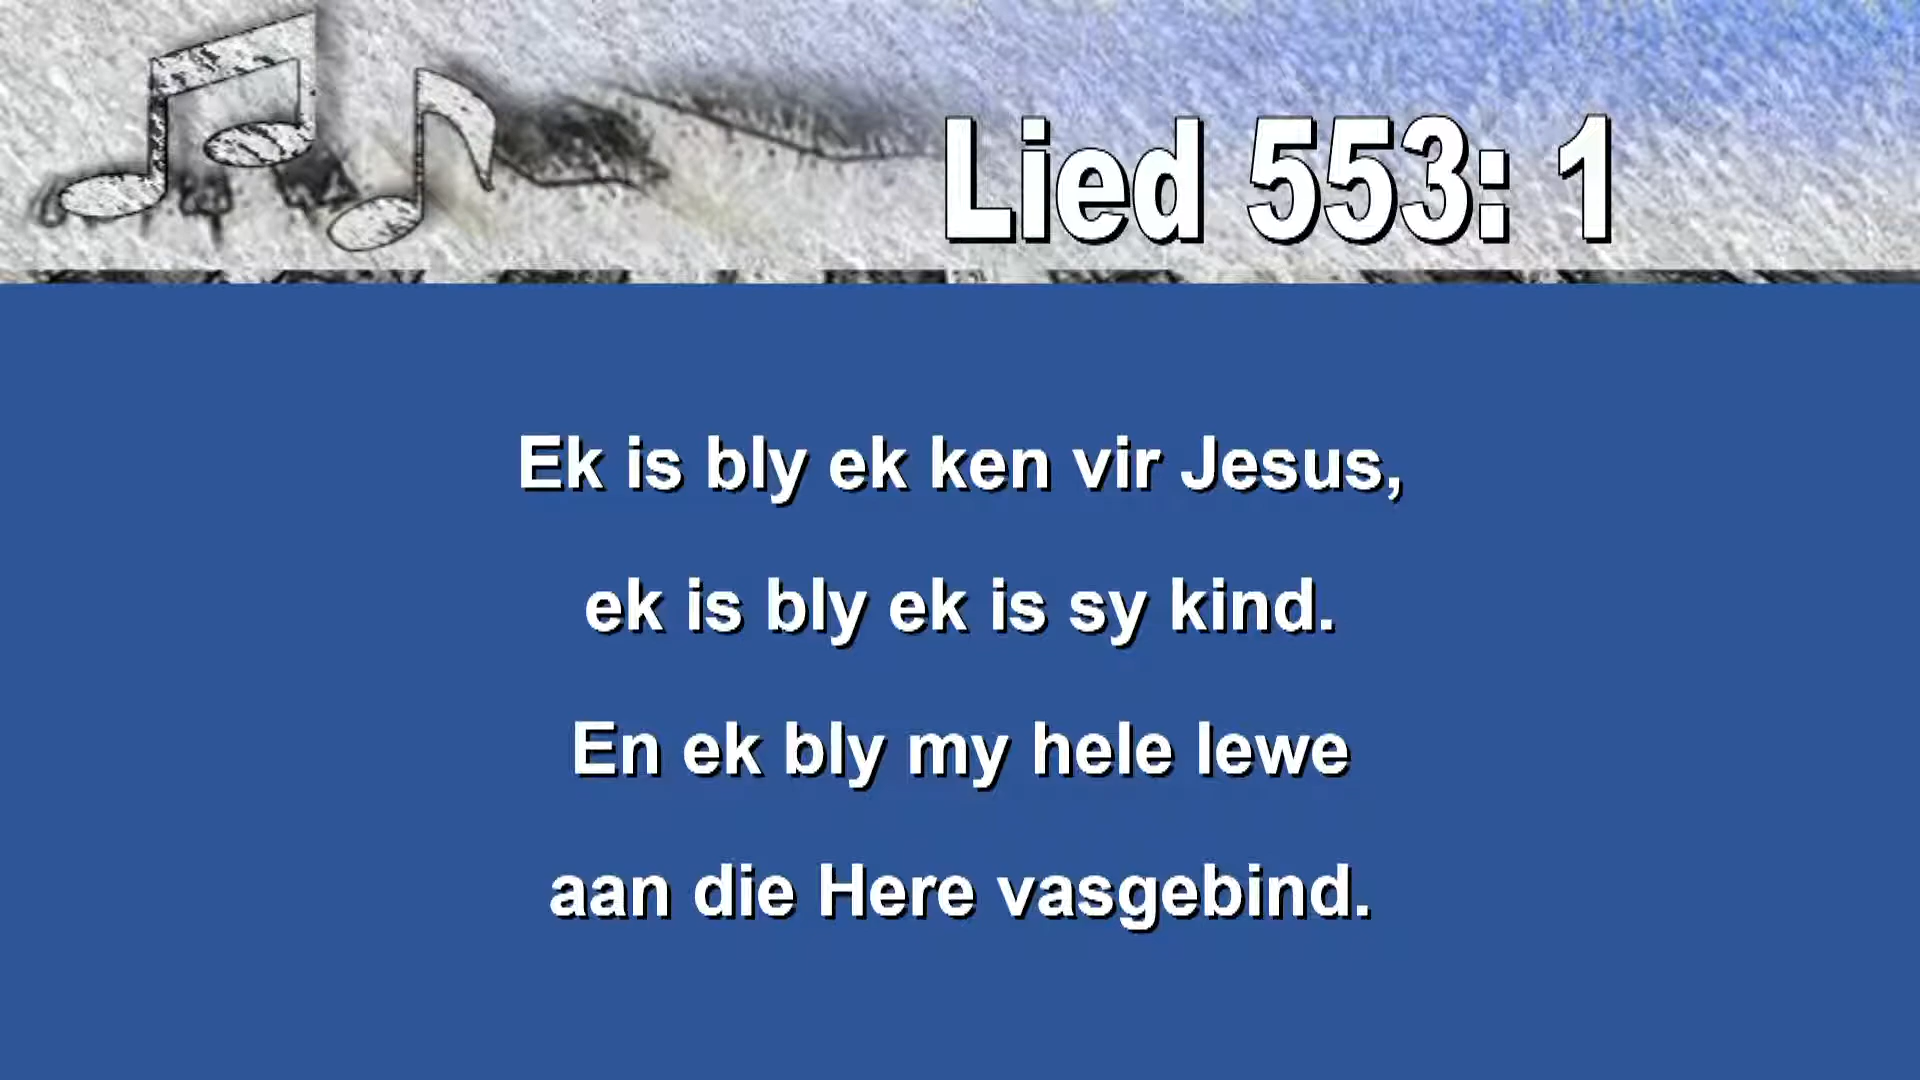 Lied 553: 1
Ek is bly ek ken vir Jesus,
ek is bly ek is sy kind.
En ek bly my hele lewe
aan die Here vasgebind.